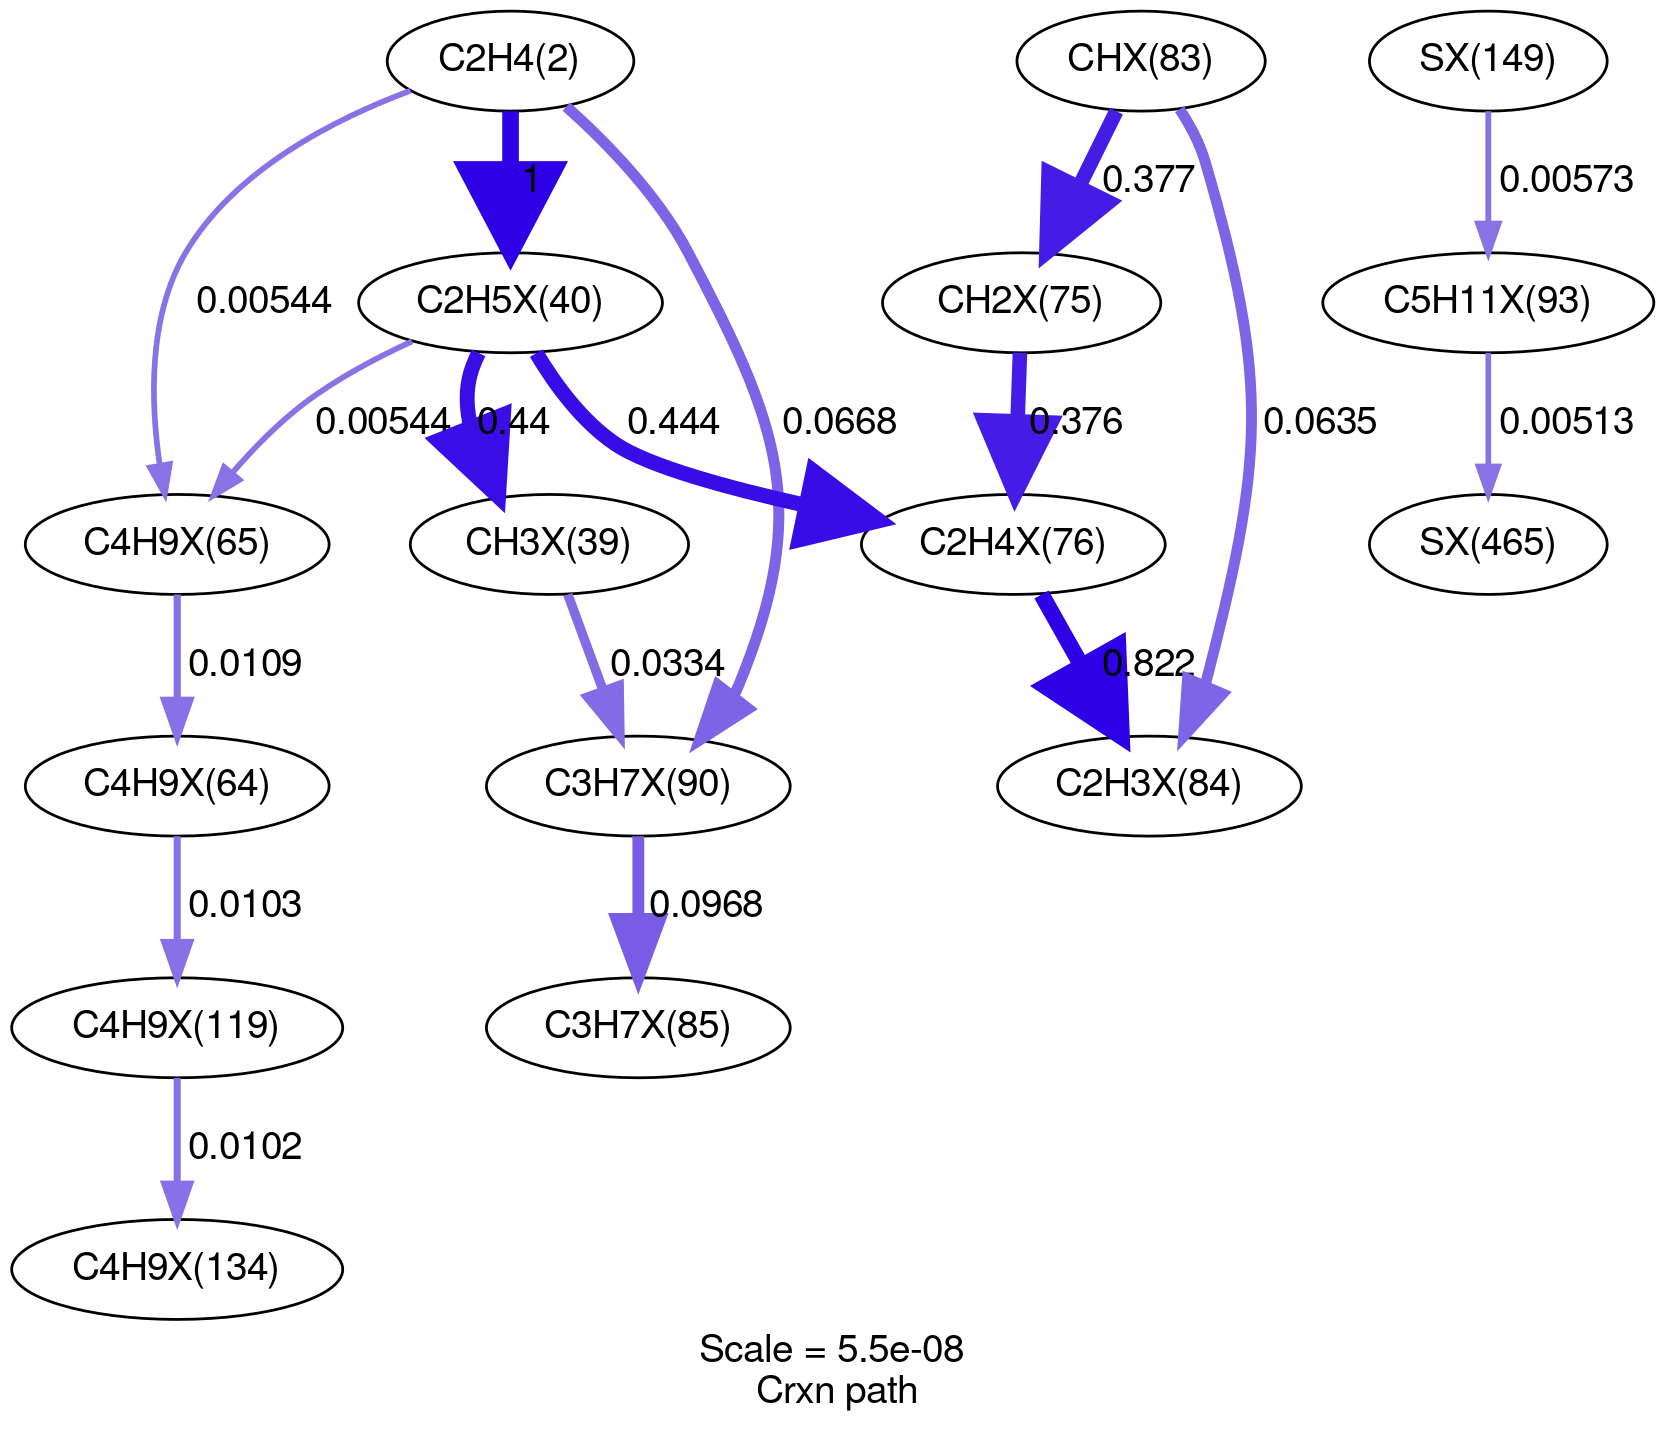 C2H4(2)
CHX(83)
SX(149)
1
0.377
0.00573
0.00544
C2H5X(40)
CH2X(75)
C5H11X(93)
0.00544
0.44
0.444
0.0668
0.376
0.0635
0.00513
C4H9X(65)
CH3X(39)
C2H4X(76)
SX(465)
0.0109
0.0334
0.822
C4H9X(64)
C3H7X(90)
C2H3X(84)
0.0103
0.0968
C4H9X(119)
C3H7X(85)
0.0102
C4H9X(134)
Scale = 5.5e-08
Crxn path